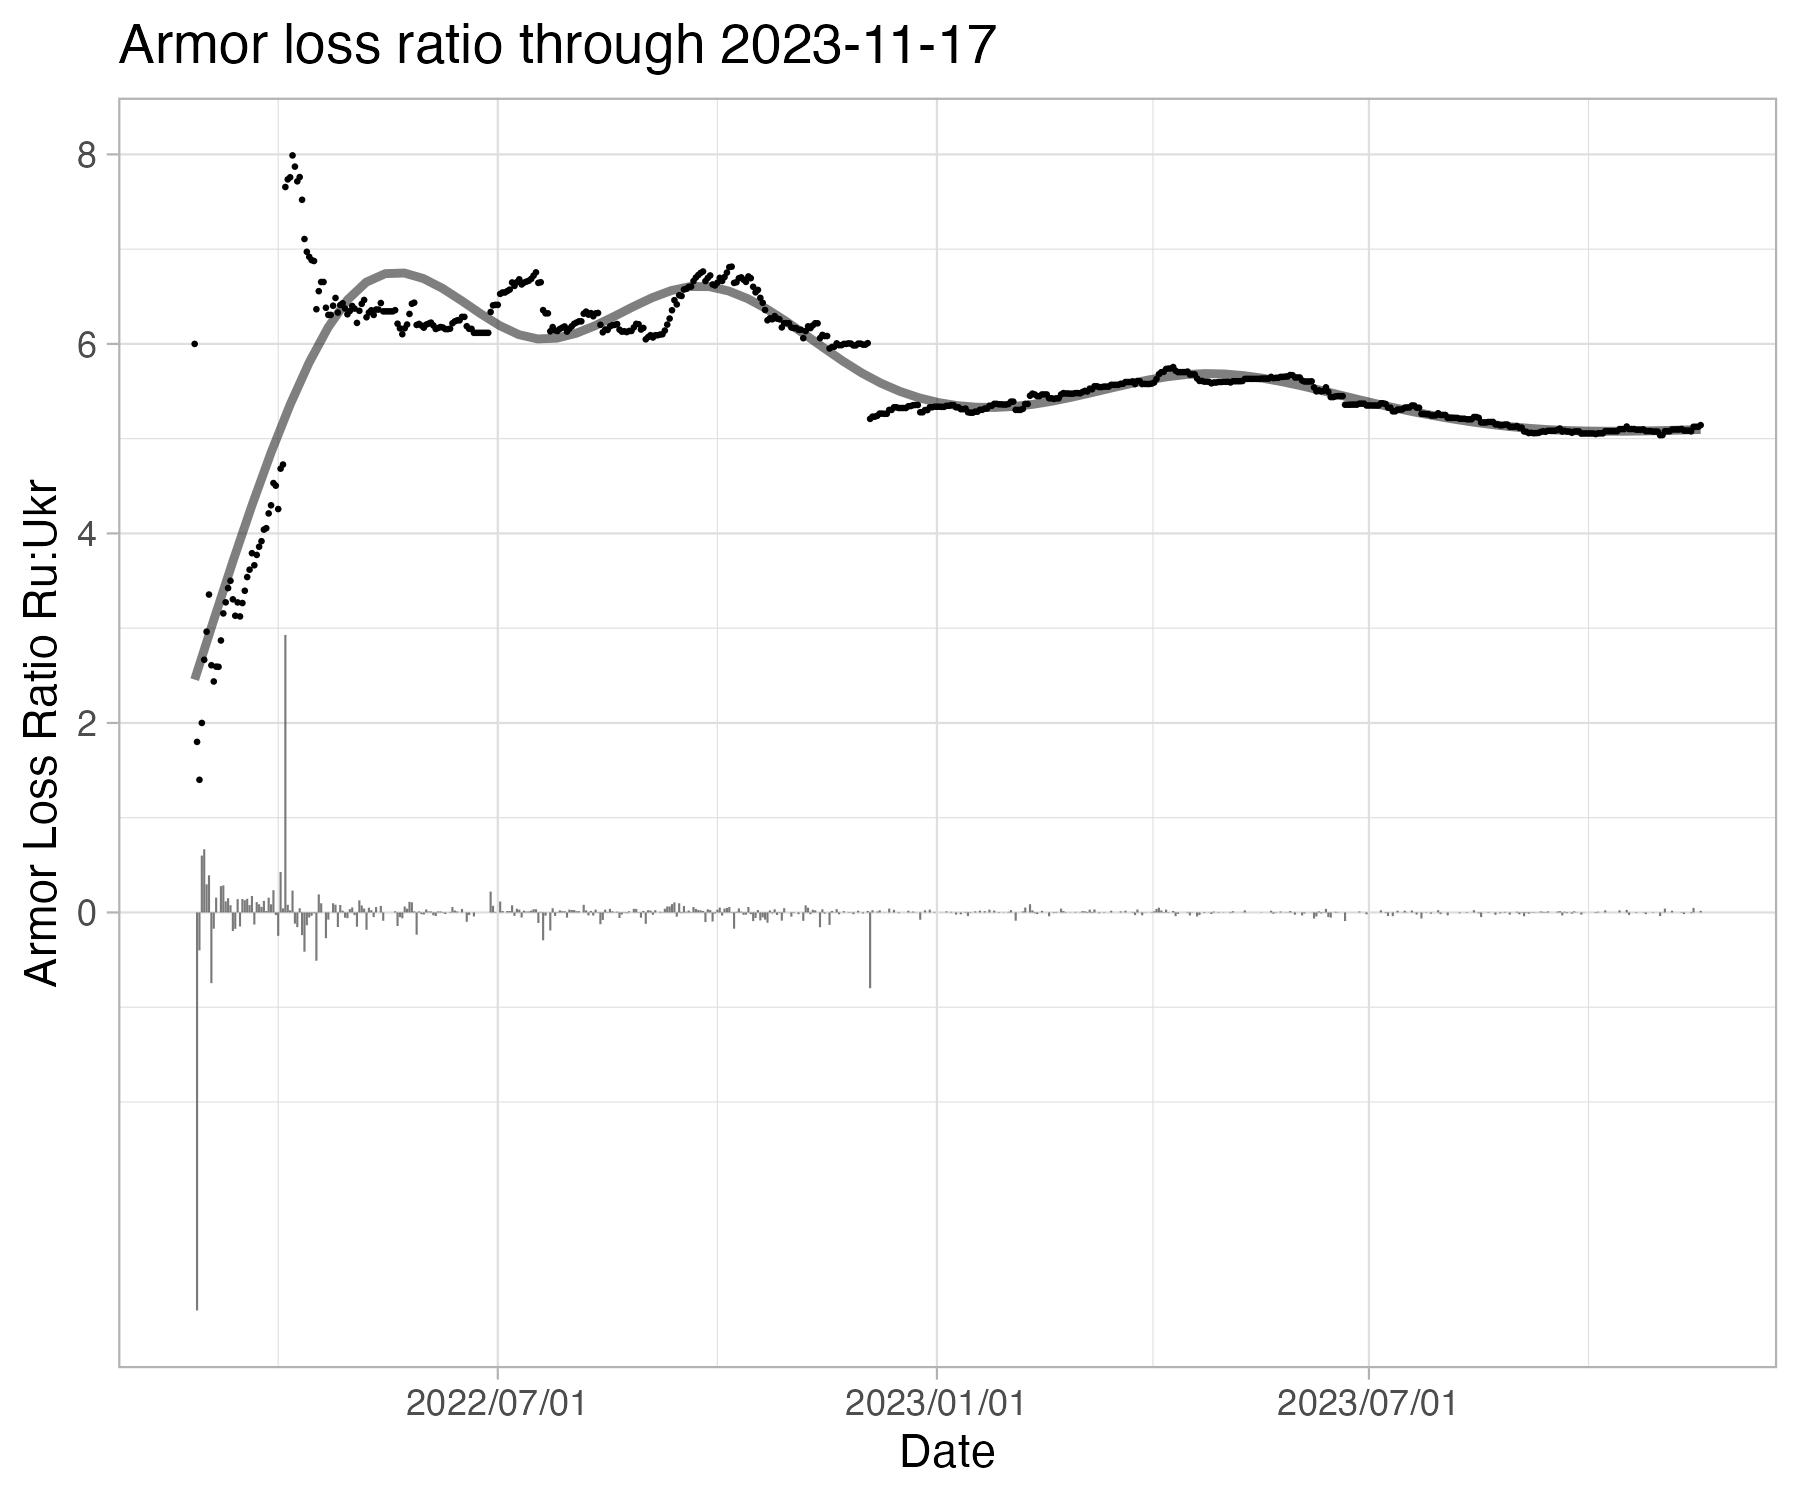 Armor loss ratio through 2023-11-17
Armor Loss Ratio Ru:Ukr
8
6
4
2
0
2022/07/01
2023/01/01
2023/07/01
Date